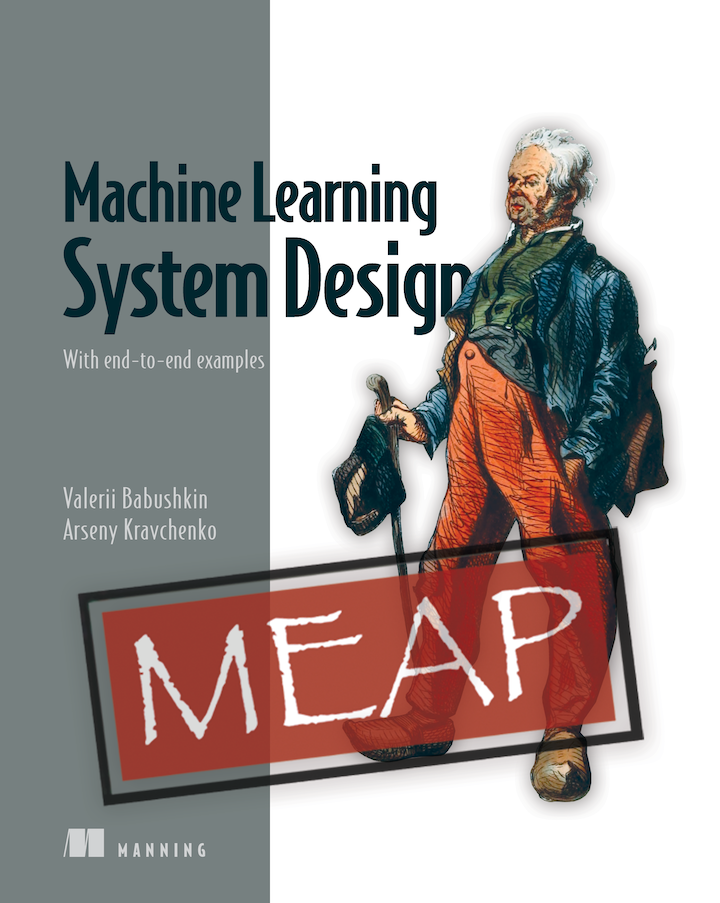 Machine Learning
System Design
With end-to-end examples
Valerii Babushkin
Arseny Kravchenko
MEAP
MANNING